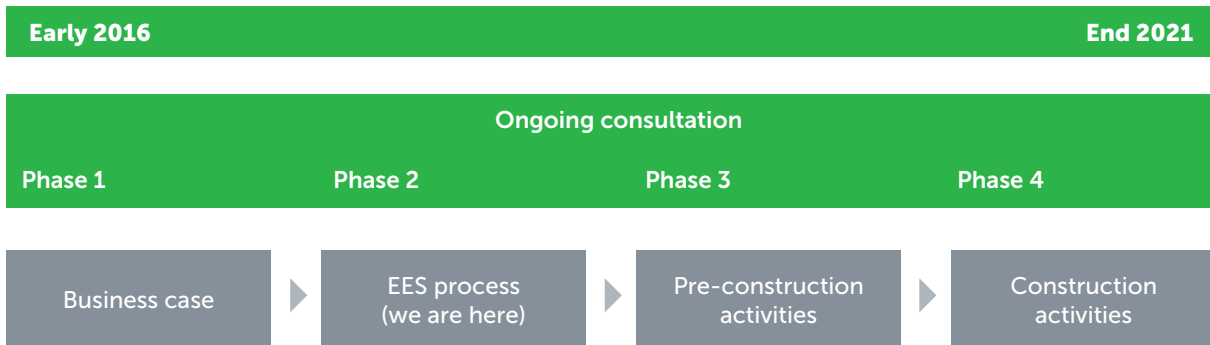 Early 2016
End 2021
Ongoing consultation
Phase 1
Phase 2
Phase 3
Phase 4
Business case
EES process
(we are here)
Pre-construction
activities
Construction
activities